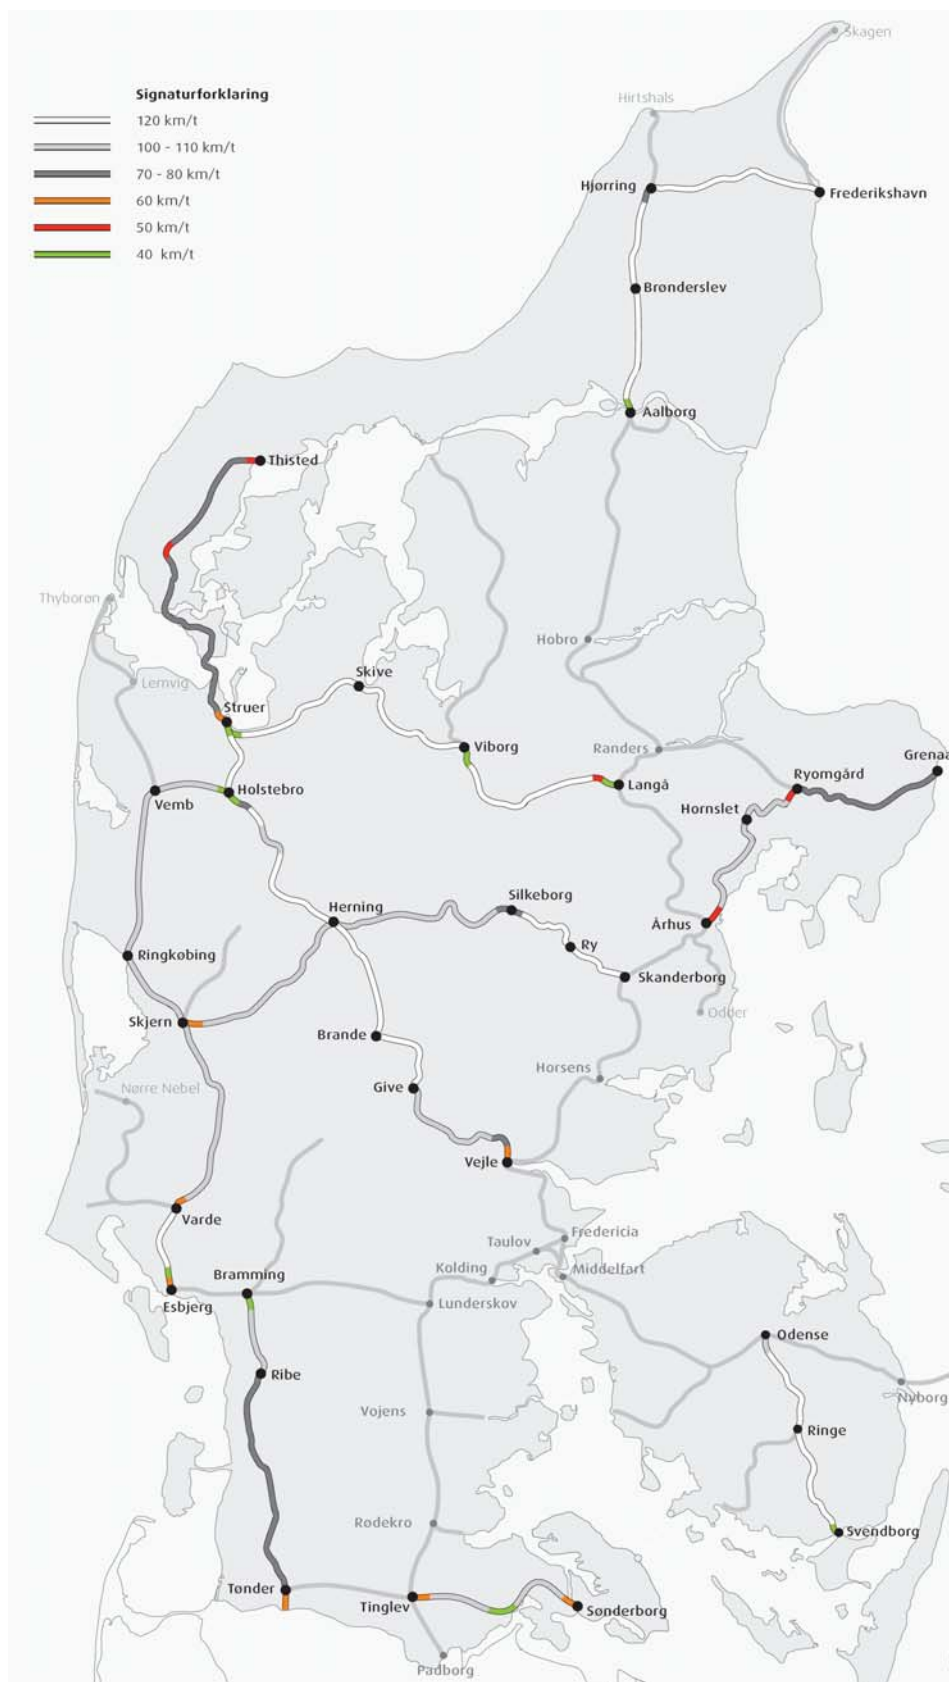 Signaturforklaring
120 km/t
100 - 110 km/t
70 - 80 km/t
60 km/t
50 km/t
40 km/t
Skagen
Hirtshals
Hjørring
Frederikshavn
Brønderslev
Aalborg
Thisted
Thyborøn
Hobro
Lemvig
Skive
Struer
Viborg
Randers
Grenaa
Ryomgård
Langå
Holstebro
Vemb
Hornslet
Silkeborg
Herning
Århus
Ry
Ringkøbing
Skanderborg
Odder
Skjern
Brande
Horsens
Give
Nørre Nebel
Vejle
Varde
Fredericia
Taulov
Kolding
Middelfart
Bramming
Esbjerg
Lunderskov
Odense
Ribe
Nyborg
Vojens
Ringe
Rødekro
Svendborg
Tønder
Tinglev
Sønderborg
Padborg